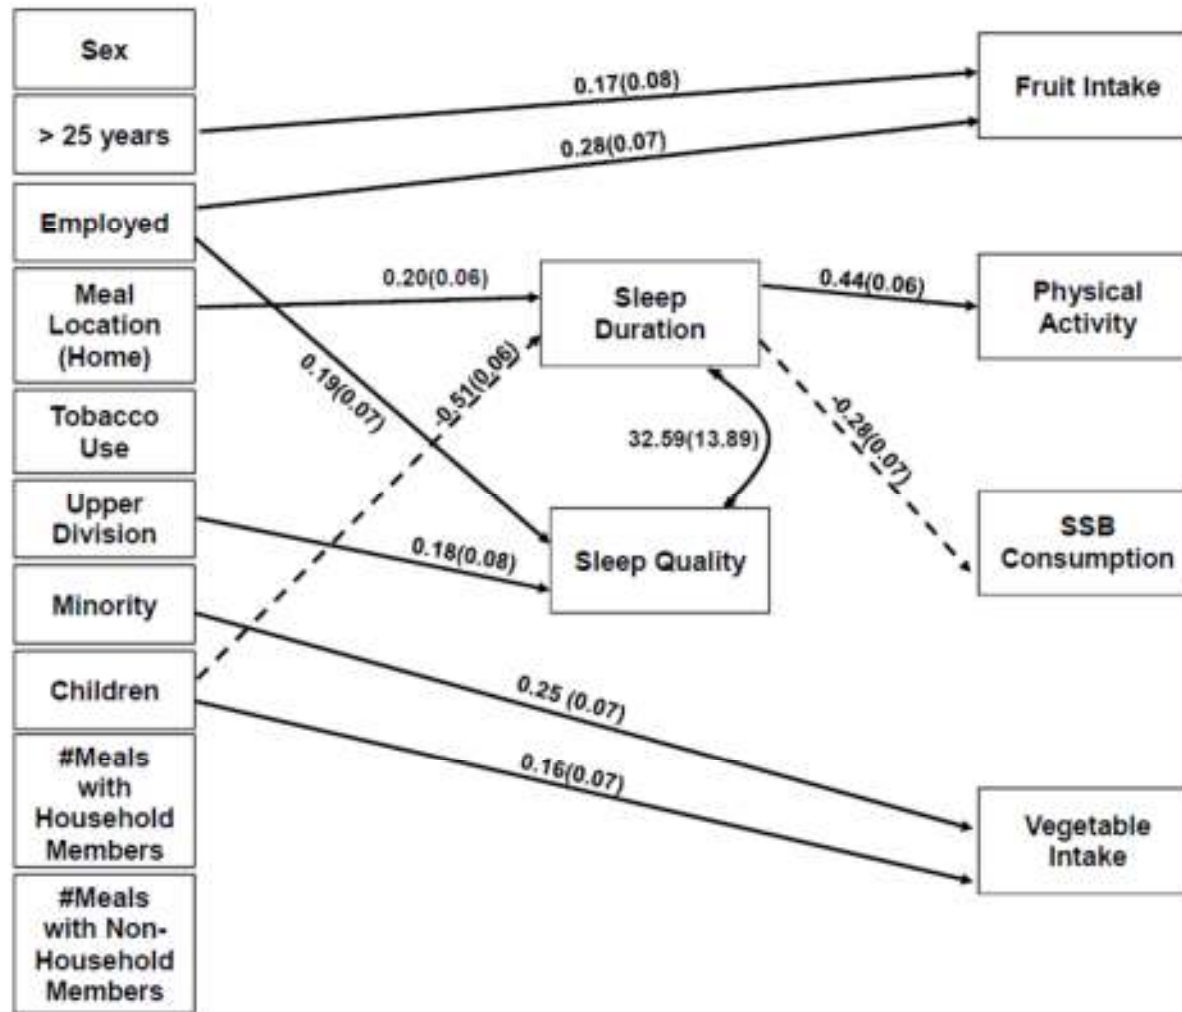 Sex
> 25 years
Employed
Meal
Location
(Home)
Tobacco
Use
Upper
Division
Minority
Children
#Meals
with
Household
Members
#Meals
with Non-
Household
Members
0.17(0.08)
0.28(0.07)
0.20(0.06)
0.19(0.07)
-0.51(0.06)
0.18(0.08)
0.25 (0.07)
0.16(0.07)
Sleep
Duration
32.59(13.89)
Sleep Quality
0.44(0.06)
-0.28(0.07)
Fruit Intake
Physical
Activity
SSB
Consumption
Vegetable
Intake